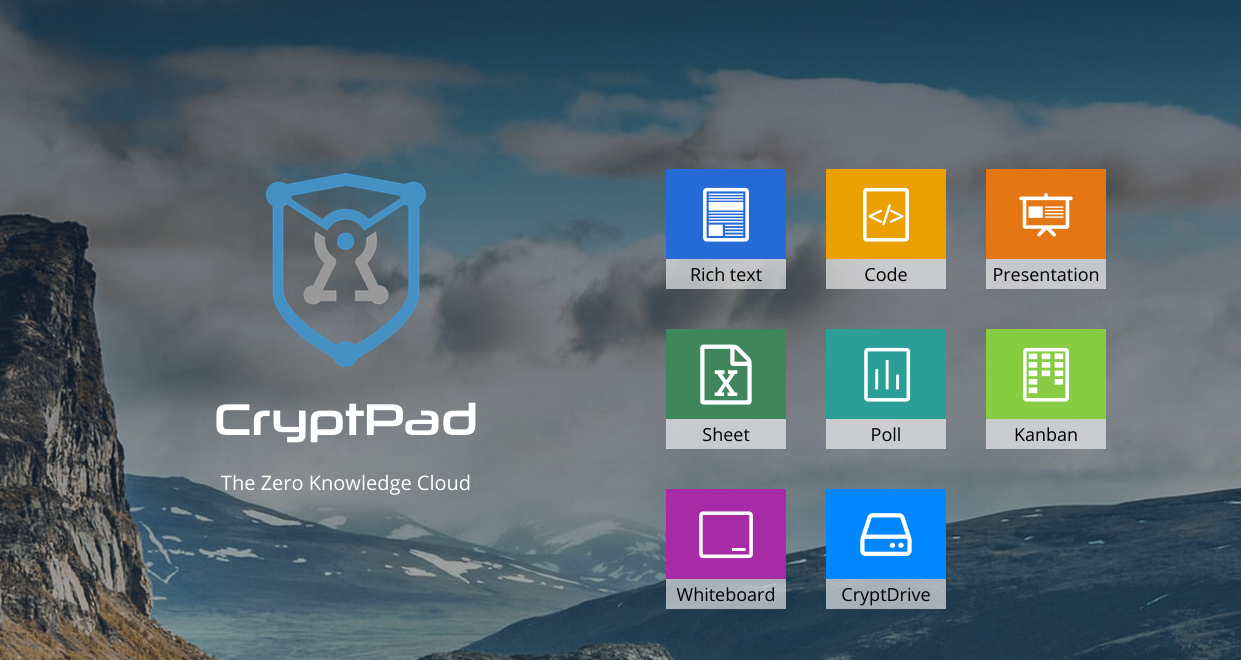 CryptPad
The Zero Knowledge Cloud
Rich text
</> Code
Presentation
X Sheet
Poll
Kanban
Whiteboard
CryptDrive